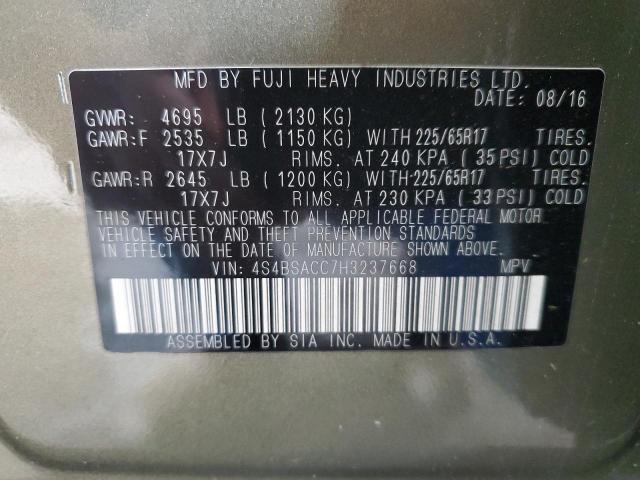 MFD BY FUJI HEAVY INDUSTRIES LTD.
DATE: 08/16
GVWR: 4695 LB ( 2130 KG)
GAWR:F 2535 LB ( 1150 KG) WITH 225/65R17 TIRES.
17X7J RIMS. AT 240 KPA ( 35 PSI) COLD
GAWR:R 2645 LB ( 1200 KG) WITH 225/65R17 TIRES.
17X7J RIMS. AT 230 KPA ( 33 PSI) COLD
THIS VEHICLE CONFORMS TO ALL APPLICABLE FEDERAL MOTOR
VEHICLE SAFETY AND THEFT PREVENTION STANDARDS
IN EFFECT ON THE DATE OF MANUFACTURE SHOWN ABOVE.
VIN: 4S4BSACC7H3237668 MPV
ASSEMBLED BY SIA INC. MADE IN U.S.A.